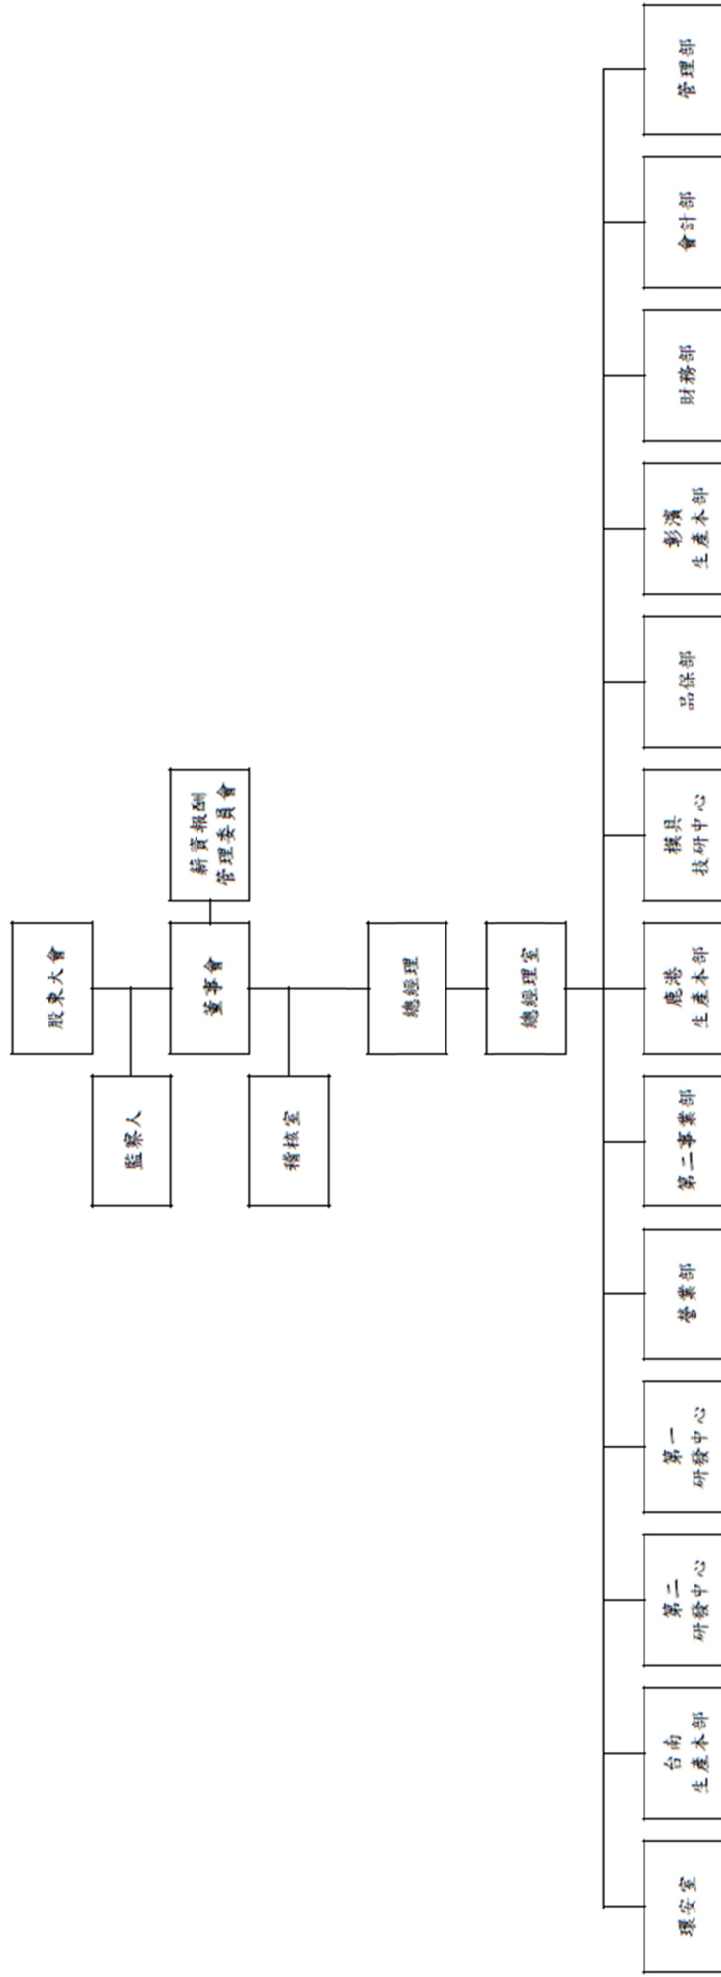 股東大會
監察人
董事會
薪資報酬
管理委員會
稽核室
總經理
總經理室
環安室
台南
生產本部
第二
研發中心
第一
研發中心
營業部
第二事業部
鹿港
生產本部
模具
技研中心
品保部
彰濱
生產本部
財務部
會計部
管理部